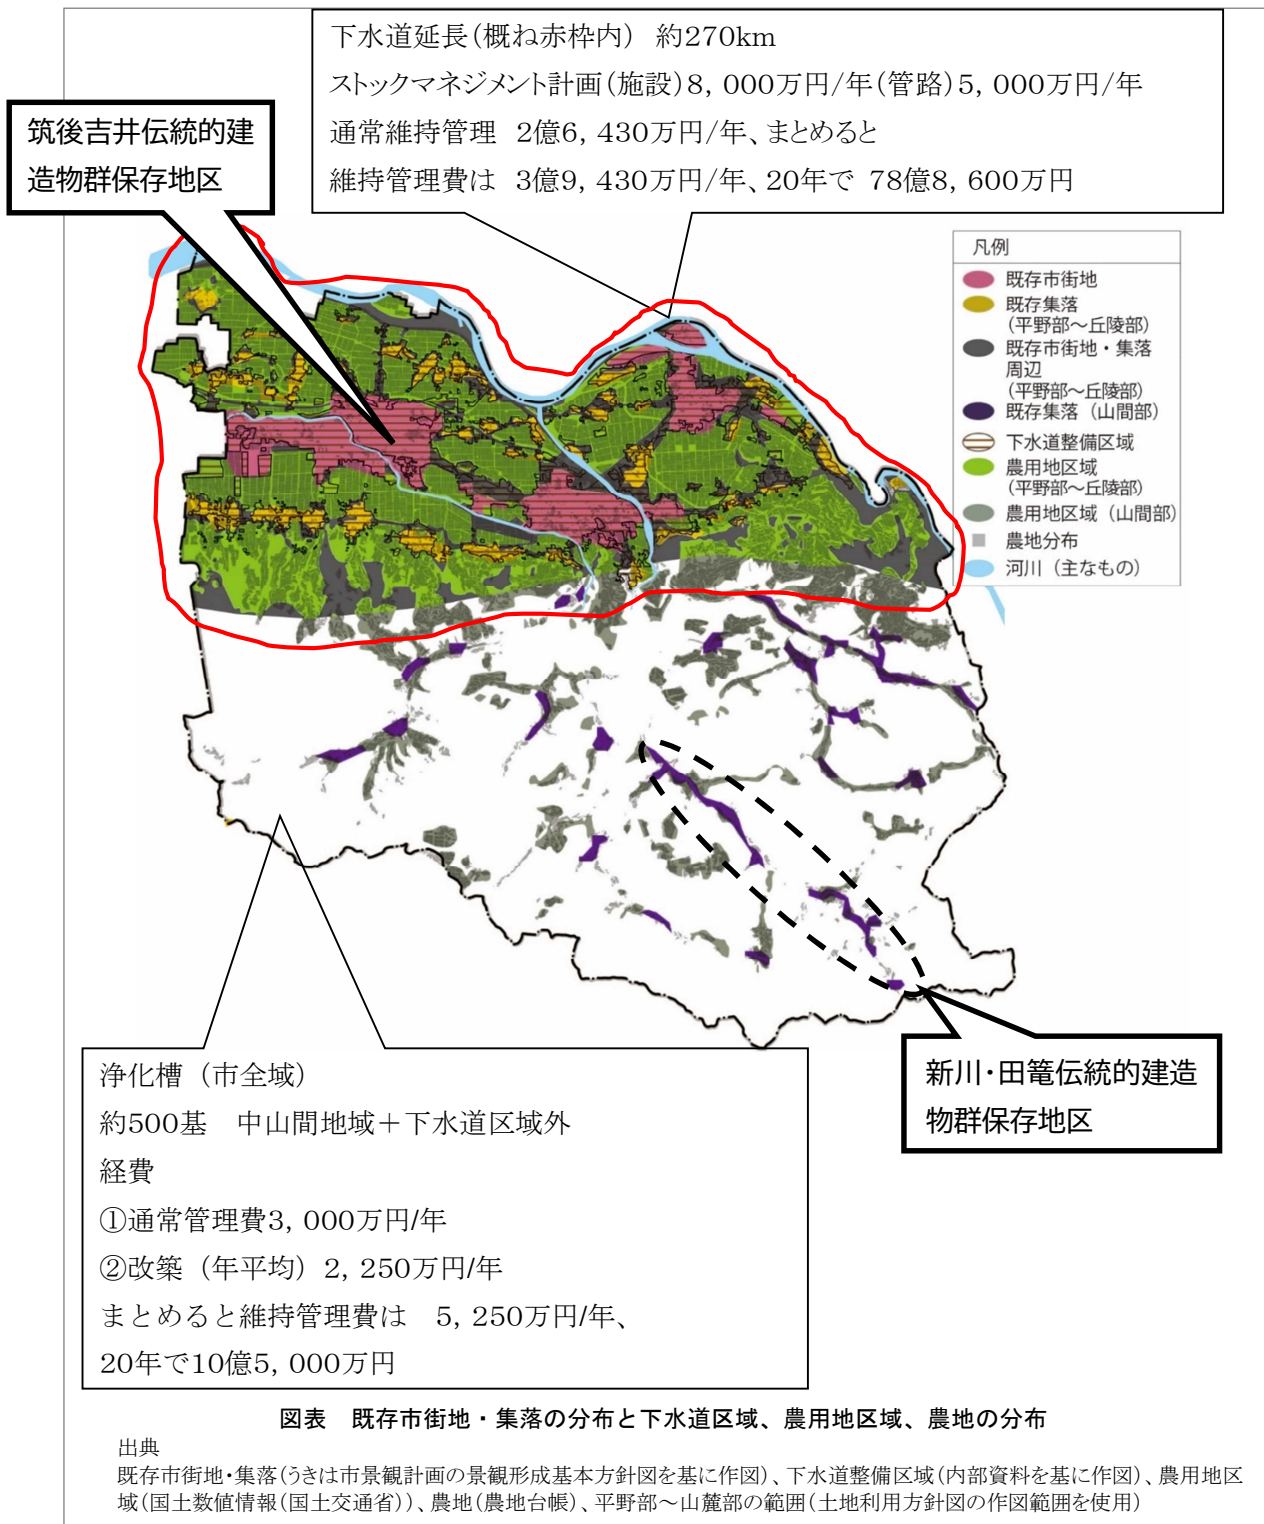 下水道延長(概ね赤枠内) 約270km
ストックマネジメント計画(施設)8,000万円/年(管路)5,000万円/年
通常維持管理 2億6,430万円/年、まとめると
維持管理費は 3億9,430万円/年、20年で 78億8,600万円
筑後吉井伝統的建
造物群保存地区
凡例
既存市街地
既存集落
(平野部〜丘陵部)
既存市街地・集落
周辺
(平野部〜丘陵部)
既存集落(山間部)
下水道整備区域
農用地区域
(平野部〜丘陵部)
農用地区域(山間部)
農地分布
河川(主なもの)
新川・田篭伝統的建造
物群保存地区
浄化槽(市全域)
約500基 中山間地域+下水道区域外
経費
①通常管理費3,000万円/年
②改築(年平均)2,250万円/年
まとめると維持管理費は 5,250万円/年、
20年で10億5,000万円
図表 既存市街地・集落の分布と下水道区域、農用地区域、農地の分布
出典
既存市街地・集落(うきは市景観計画の景観形成基本方針図を基に作図)、下水道整備区域(内部資料を基に作図)、農用地区
域(国土数値情報(国土交通省))、農地(農地台帳)、平野部〜山麓部の範囲(土地利用方針図の作図範囲を使用)